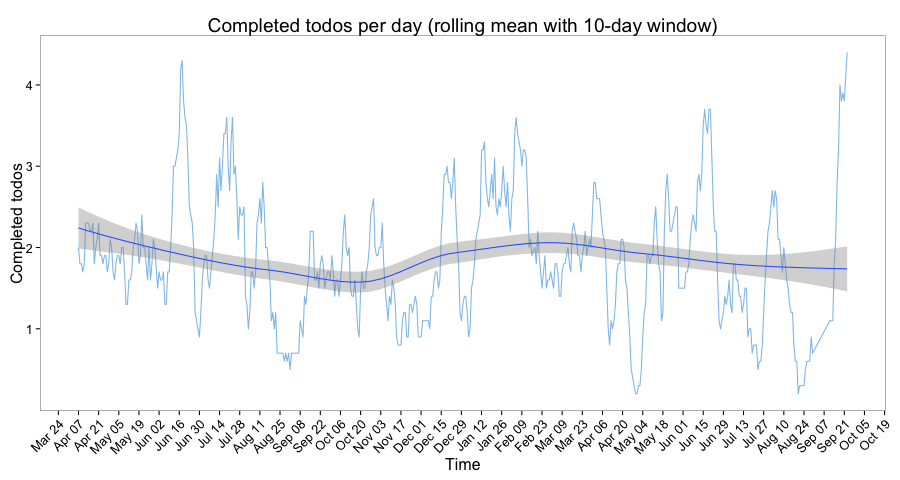 Completed todos per day (rolling mean with 10-day window)
Completed todos
4
3
2
1
Mar 24
Apr 07
Apr 21
May 05
May 19
Jun 02
Jun 16
Jun 30
Jul 14
Jul 28
Aug 11
Aug 25
Sep 08
Sep 22
Oct 06
Oct 20
Nov 03
Nov 17
Dec 01
Dec 15
Dec 29
Jan 12
Jan 26
Feb 09
Feb 23
Mar 09
Mar 23
Apr 06
Apr 20
May 04
May 18
Jun 01
Jun 15
Jun 29
Jul 13
Jul 27
Aug 10
Aug 24
Sep 07
Sep 21
Oct 05
Oct 19
Time